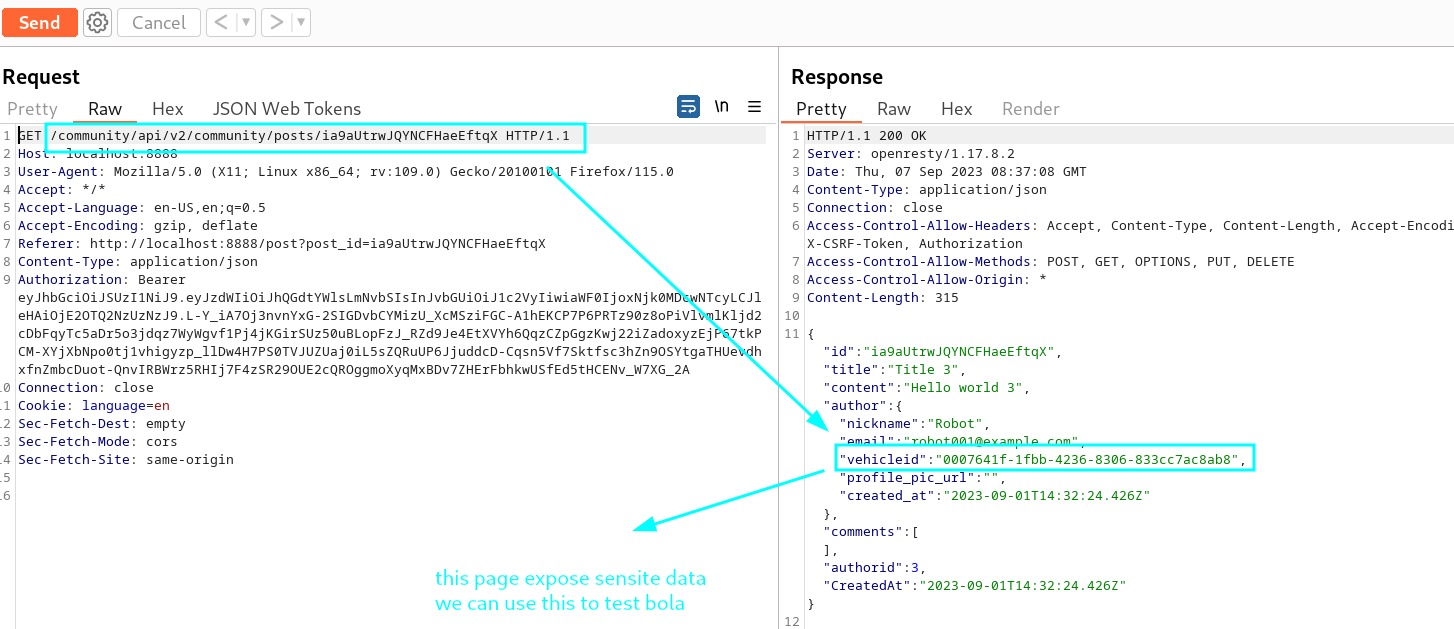 Send Cancel < ▼ > ▼
Request
Pretty Raw Hex JSON Web Tokens \n
1 GET /community/api/v2/community/posts/ia9aUtrwJQYNCFHaeEftqX HTTP/1.1
2 Host: localhost:8888
3 User-Agent: Mozilla/5.0 (X11; Linux x86_64; rv:109.0) Gecko/20100101 Firefox/115.0
4 Accept: */*
5 Accept-Language: en-US,en;q=0.5
6 Accept-Encoding: gzip, deflate
7 Referer: http://localhost:8888/post?post_id=ia9aUtrwJQYNCFHaeEftqX
8 Content-Type: application/json
9 Authorization: Bearer
eyJhbGciOiJSUzI1NiJ9.eyJzdWIiOiJhQGdtYWlsLmNvbSIsInJvbGUiOiJ1c2VyIiwiaWF0IjoxNjk0MDcwNTcyLCJl
eHAiOjE2OTQ2NzUzNzJ9.L-Y_iA7Oj3nvnYxG-2SIGDvbCYMizU_XcMSziFGC-A1hEKCP7P6PRTz90z8oPiVlvmlKljd2
cDbFqyTc5aDr5o3jdqz7WyWgvf1Pj4jKGirSUz50uBLopFzJ_RZd9Je4EtXVYh6QqzCZpGgzKwj22iZadoxyzEjP67tkP
CM-XYjXbNpo0tj1vhigyzp_llDw4H7PS0TVJUZUaj0iL5sZQRuUP6JjuddcD-Cqsn5Vf7Sktfsc3hZn9OSYtgaTHUevdh
xfnZmbcDuot-QnvIRBWrz5RHIj7F4zSR29OUE2cQROggmoXyqMxBDv7ZHErFbhkwUSfEd5tHCENv_W7XG_2A
10 Connection: close
11 Cookie: language=en
12 Sec-Fetch-Dest: empty
13 Sec-Fetch-Mode: cors
14 Sec-Fetch-Site: same-origin
15
16
Response
Pretty Raw Hex Render
1 HTTP/1.1 200 OK
2 Server: openresty/1.17.8.2
3 Date: Thu, 07 Sep 2023 08:37:08 GMT
4 Content-Type: application/json
5 Connection: close
6 Access-Control-Allow-Headers: Accept, Content-Type, Content-Length, Accept-Encodi
X-CSRF-Token, Authorization
7 Access-Control-Allow-Methods: POST, GET, OPTIONS, PUT, DELETE
8 Access-Control-Allow-Origin: *
9 Content-Length: 315
10
11 {
"id":"ia9aUtrwJQYNCFHaeEftqX",
"title":"Title 3",
"content":"Hello world 3",
"author":{
"nickname":"Robot",
"email":"robot001@example.com",
"vehicleid":"0007641f-1fbb-4236-8306-833cc7ac8ab8",
"profile_pic_url":"",
"created_at":"2023-09-01T14:32:24.426Z"
},
"comments":[
],
"authorid":3,
"CreatedAt":"2023-09-01T14:32:24.426Z"
}
12
this page expose sensite data
we can use this to test bola